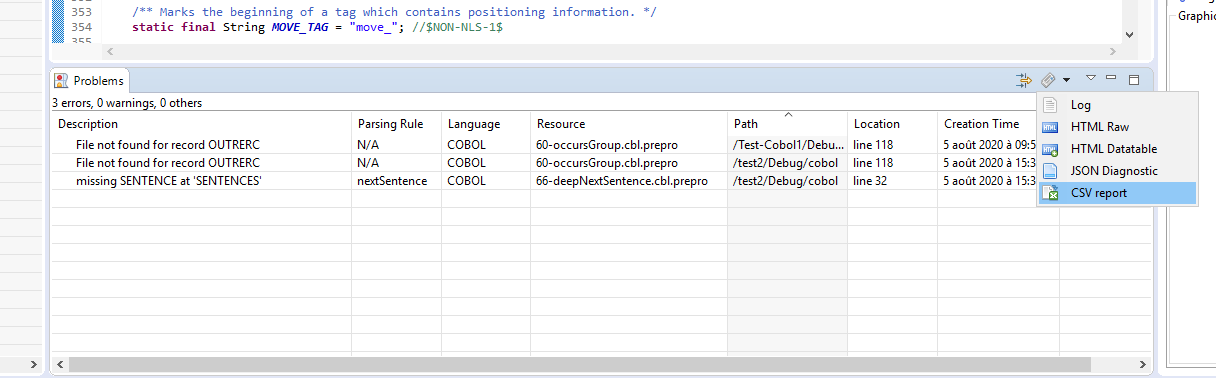 353 /** Marks the beginning of a tag which contains positioning information. */
354 static final String MOVE_TAG = "move_"; //$NON-NLS-1$
355
Graphic
Problems
3 errors, 0 warnings, 0 others
Description Parsing Rule Language Resource Path Location Creation Time
File not found for record OUTRERC N/A COBOL 60-occursGroup.cbl.prepro /Test-Cobol1/Debu... line 118 5 août 2020 à 09:5
File not found for record OUTRERC N/A COBOL 60-occursGroup.cbl.prepro /test2/Debug/cobol line 118 5 août 2020 à 15:3
missing SENTENCE at 'SENTENCES' nextSentence COBOL 66-deepNextSentence.cbl.prepro /test2/Debug/cobol line 32 5 août 2020 à 15:3
Log
HTML Raw
HTML Datatable
JSON Diagnostic
CSV report